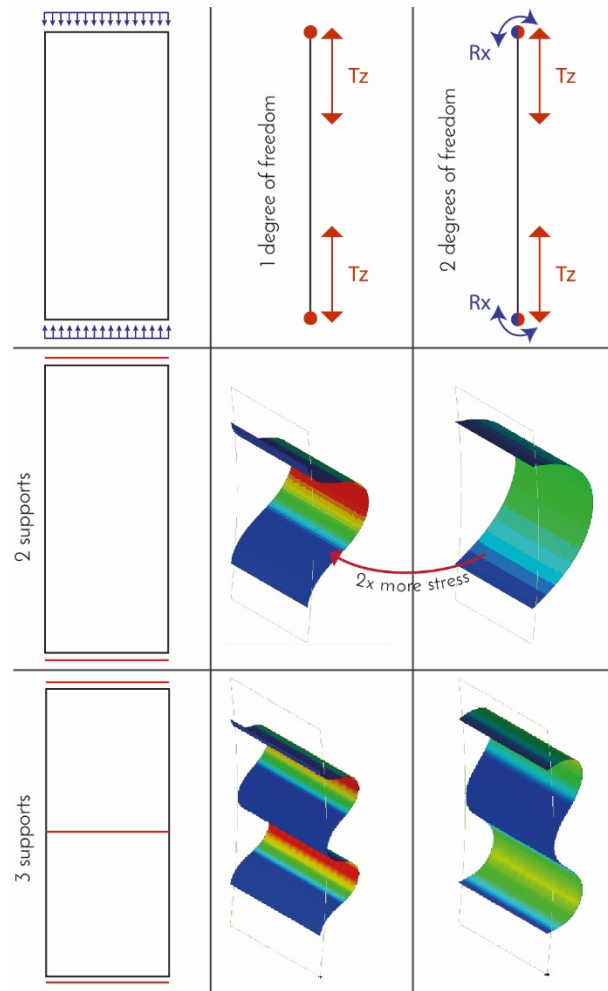 1 degree of freedom
Tz
Tz
2 degrees of freedom
Rx
Tz
Rx
Tz
2 supports
2x more stress
3 supports